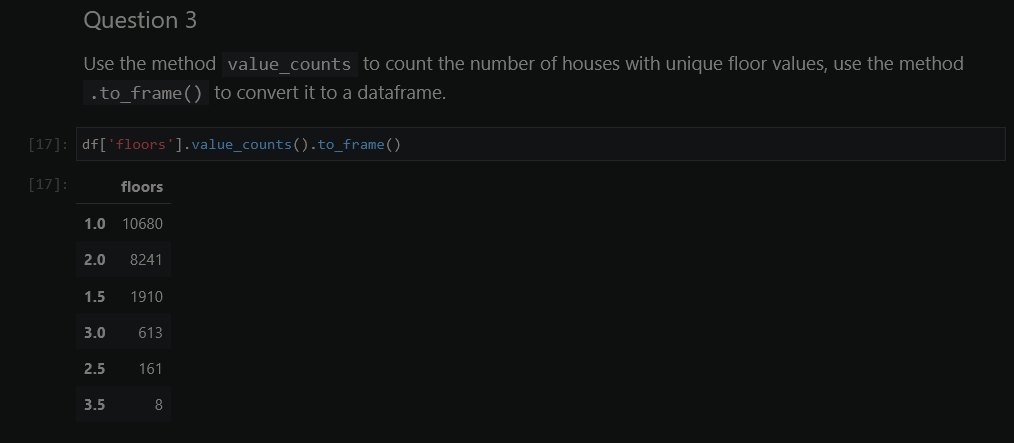 Question 3
Use the method value_counts to count the number of houses with unique floor values, use the method
.to_frame() to convert it to a dataframe.
[17]: df['floors'].value_counts().to_frame()
[17]:
floors
1.0 10680
2.0 8241
1.5 1910
3.0 613
2.5 161
3.5 8